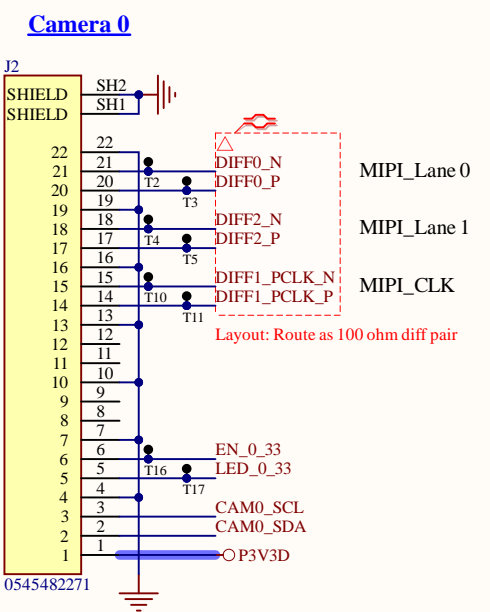 Camera 0
J2
SHIELD SH2
SHIELD SH1
22 22
21 21 T2 DIFF0_N MIPI_Lane 0
20 20 T3 DIFF0_P
19 19
18 18 T4 DIFF2_N MIPI_Lane 1
17 17 T5 DIFF2_P
16 16
15 15 T10 DIFF1_PCLK_N MIPI_CLK
14 14 T11 DIFF1_PCLK_P
13 13
Layout: Route as 100 ohm diff pair
12 12
11 11
10 10
9 9
8 8
7 7
6 6 T16 EN_0_33
5 5 T17 LED_0_33
4 4
3 3 CAM0_SCL
2 2 CAM0_SDA
1 1 P3V3D
0545482271